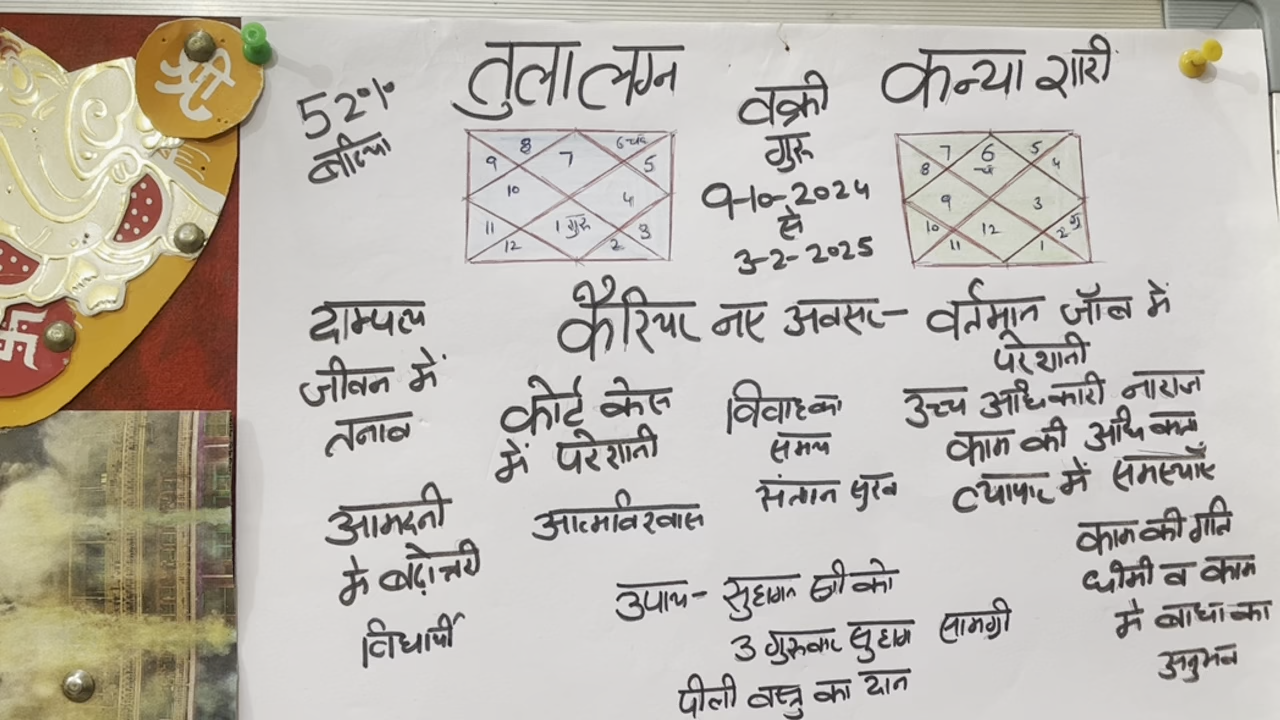 श्री
52%
तुला लग्न
वक्री
गुरू
9-10-2024
से
3-2-2025
कन्या राशी
8 7 6 चं
9 5
10 4
11 1 गुरू 3
12 2
7 6 5
8 चं 4
9 3
10 12 2 गु
11 1
दाम्पत्य
जीवन में
तनाव
आमदनी
मे बढ़ोत्तरी
विद्यार्थी
कैरियर नए अवसर - वर्तमान जॉब में
परेशानी
कोर्ट केस
में परेशानी
आत्मविश्वास
विवाह का
समय
संतान सुख
उच्च अधिकारी नाराज
काम की अधिकता
व्यापार में समस्याएँ
काम की गति
धीमी व काम
मे बाधा का
अनुभव
उपाय - सुहागन स्त्री को
3 गुरुवार सुहाग सामग्री
पीली वस्तु का दान